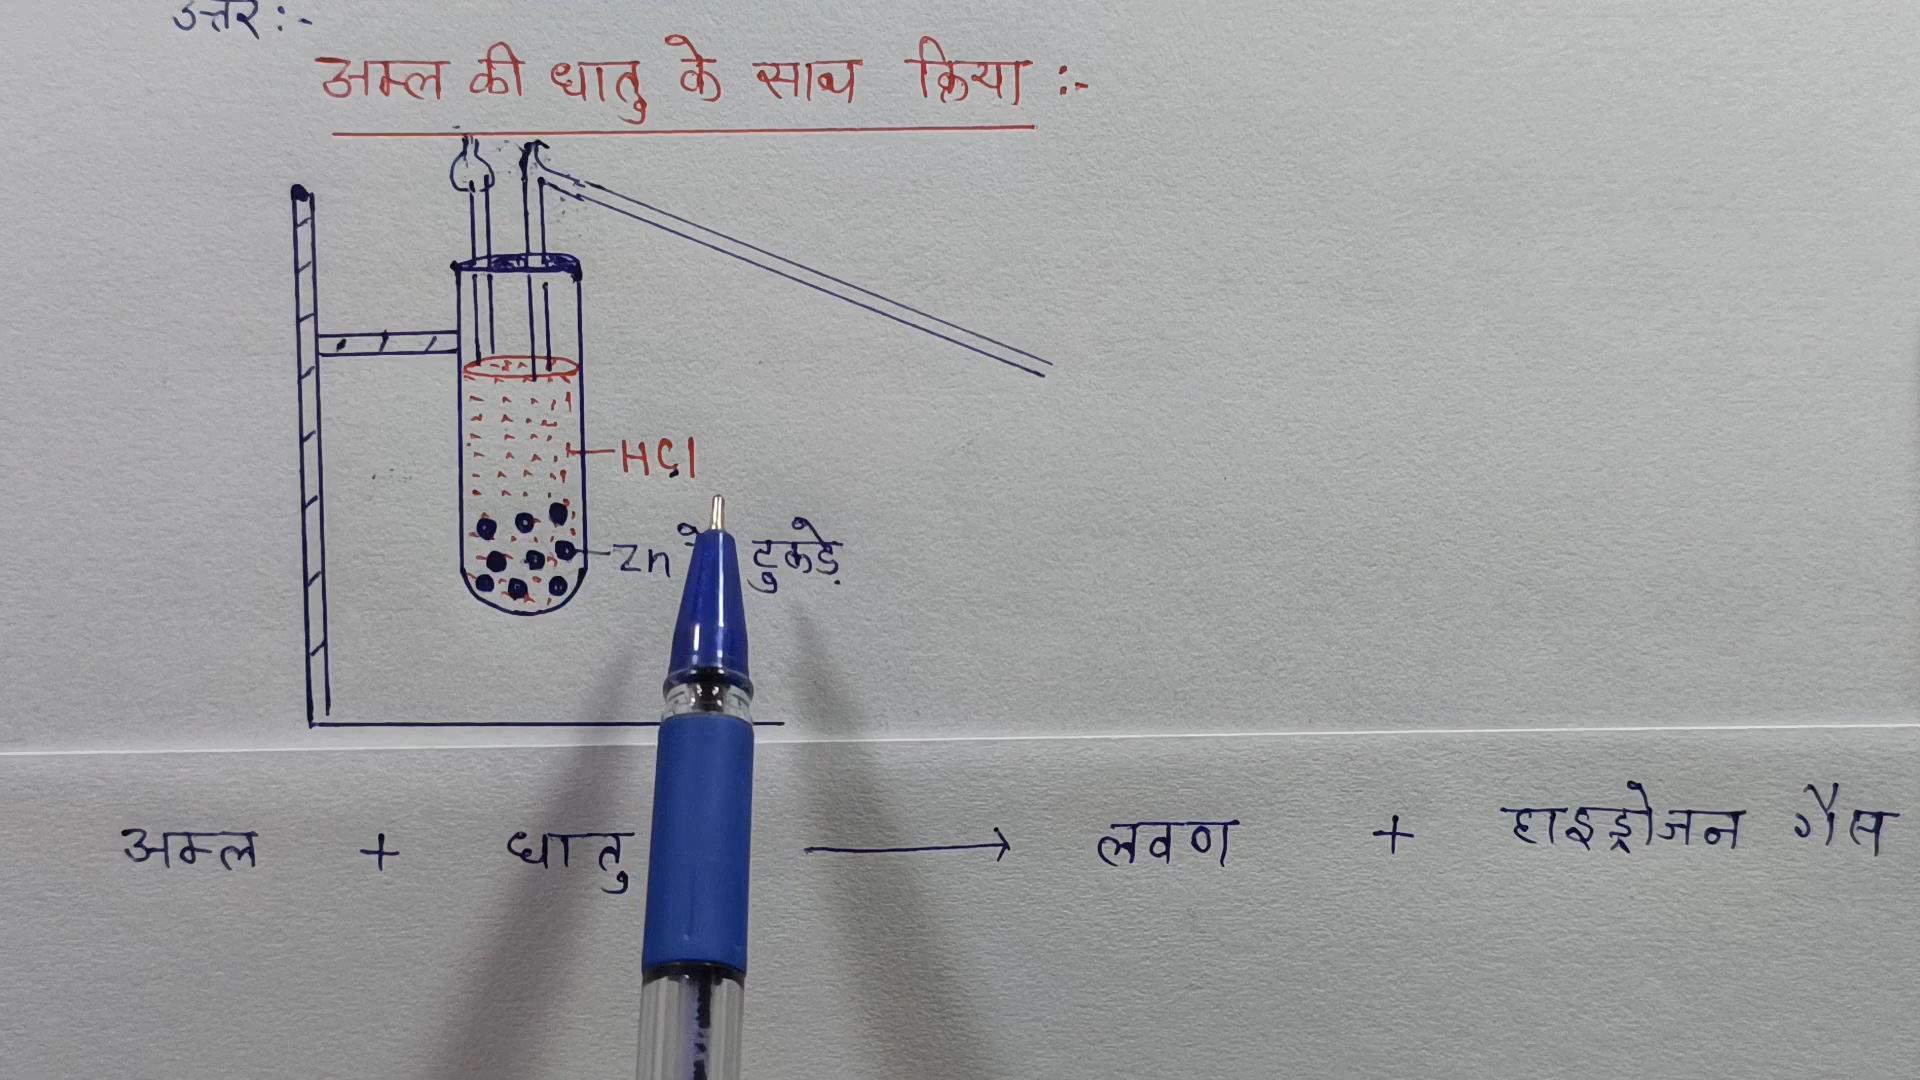 उत्तर :-
अम्ल की धातु के साथ क्रिया :-
HCl
Zn के टुकड़े
अम्ल + धातु → लवण + हाइड्रोजन गैस